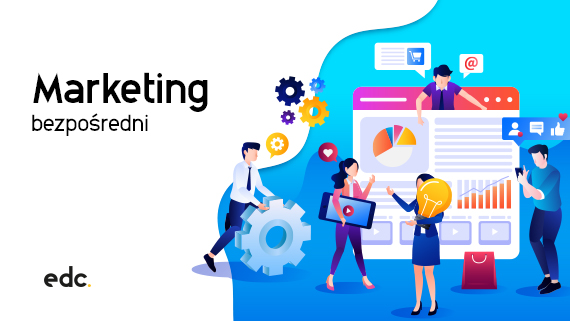 Marketing
bezpośredni
@
edc.